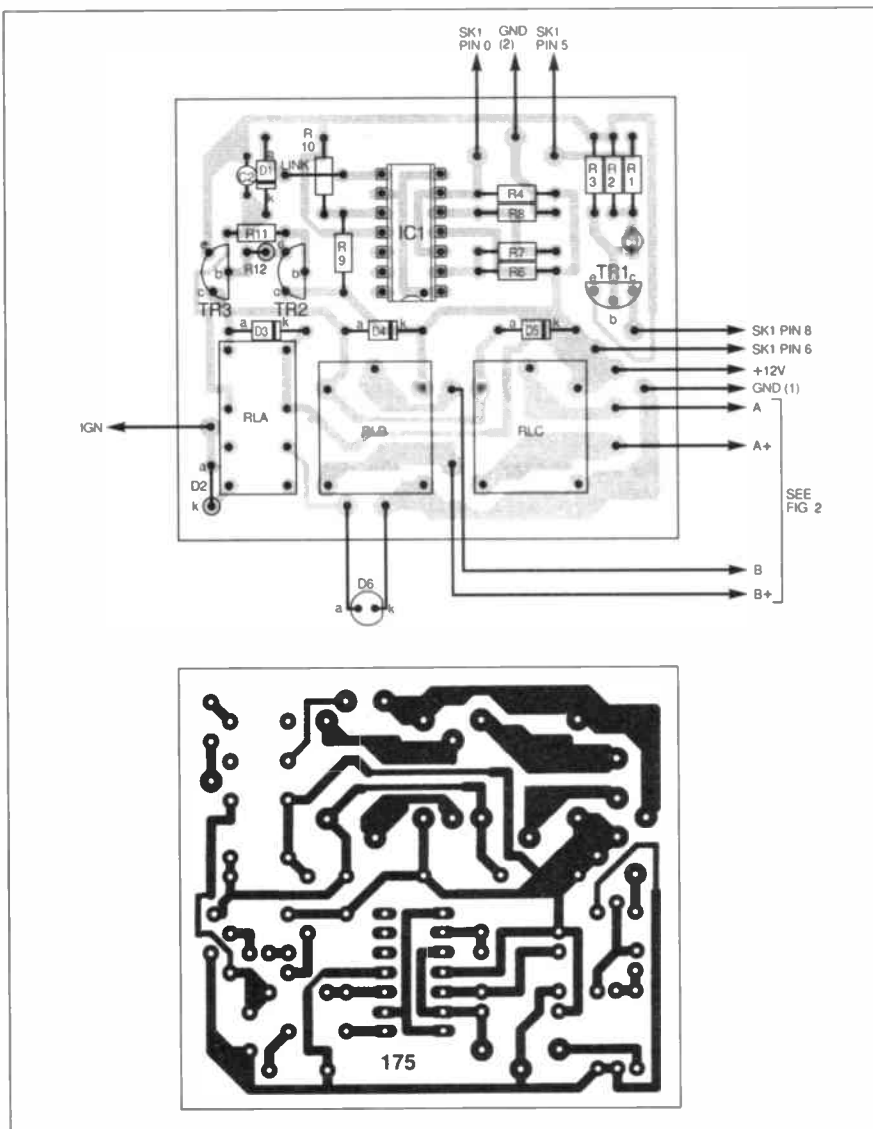 SK1 PIN 0
GND (2)
SK1 PIN 5
R 10
D1
LINK
k
R 3
R 2
R 1
R4
R8
IC1
R11
R 9
R7
R6
e
b
c
R12
b
TR3
TR2
TR1
e
c
b
a
D3
k
a
D4
k
a
D5
k
SK1 PIN 8
SK1 PIN 6
+12V
GND (1)
A
A+
RLA
RLC
IGN
a
D2
k
SEE FIG 2
B
B+
D6
a
k
175